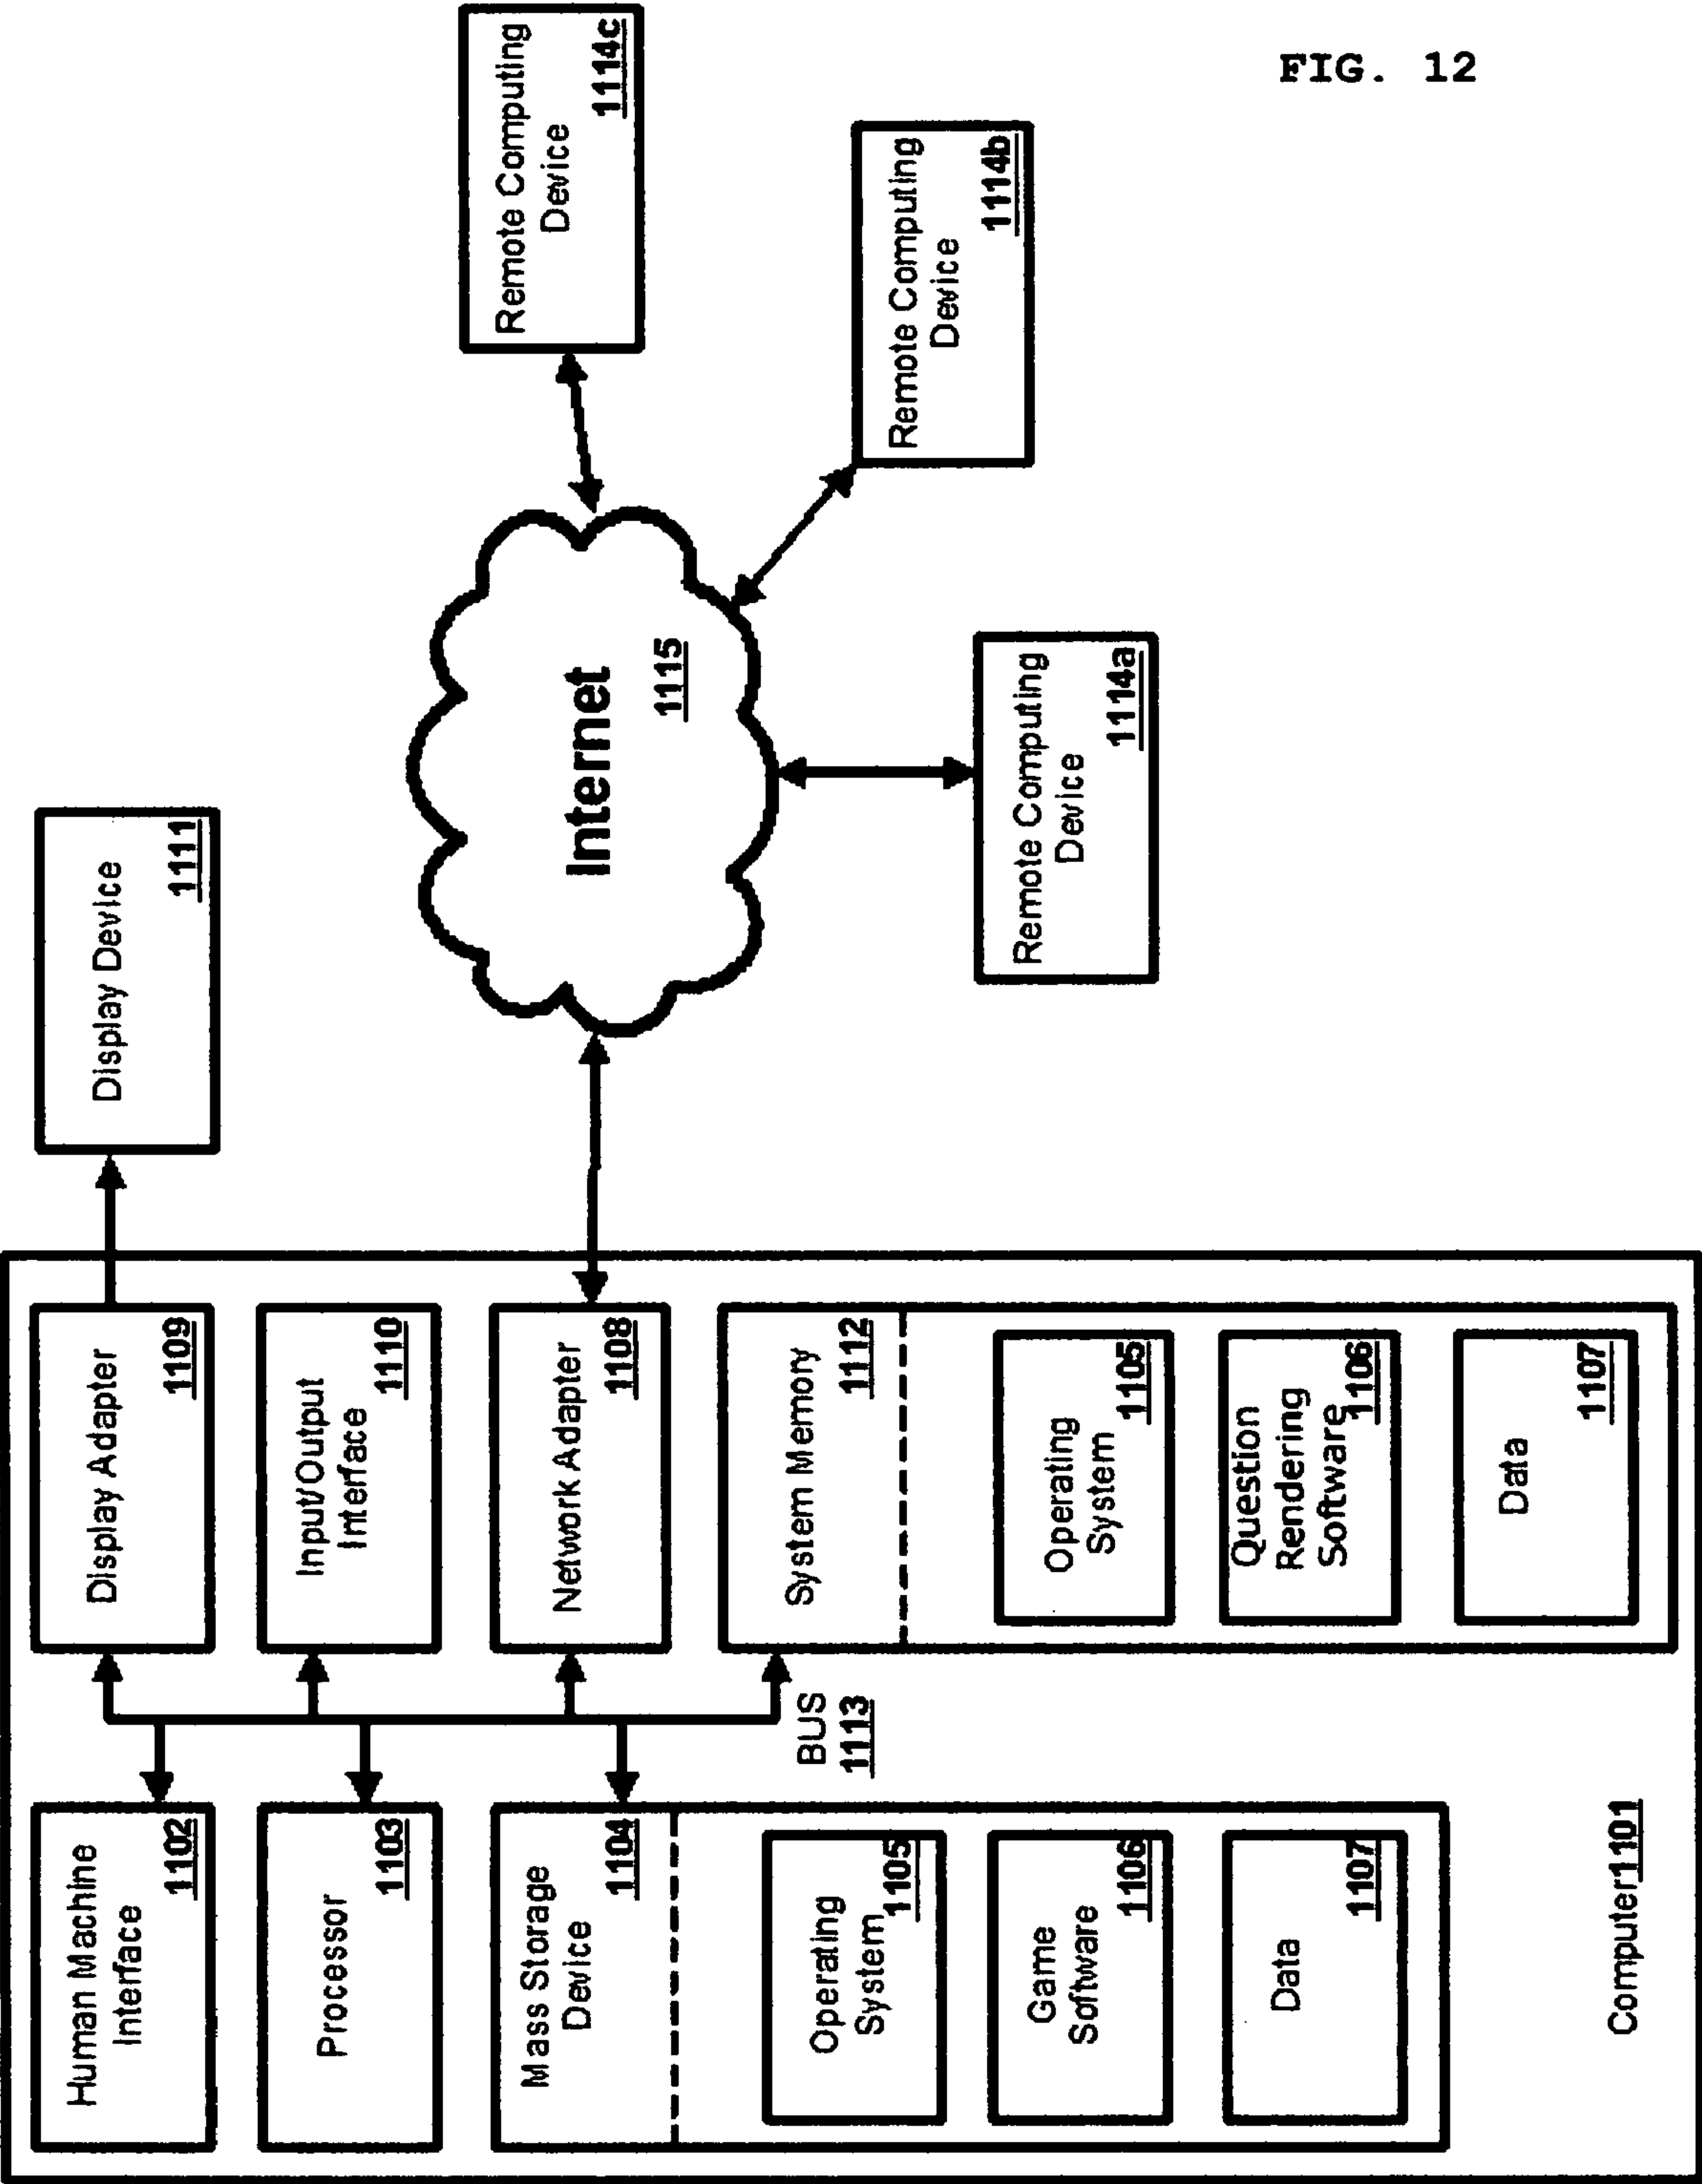 FIG. 12
Human Machine
Interface
1102
Processor
1103
Mass Storage
Device
1104
Operating
System
1105
Game
Software
1106
Data
1107
Computer1101
BUS
1113
Display Adapter
1109
Input/Output
Interface
1110
Network Adapter
1108
System Memory
1112
Operating
System
1105
Question
Rendering
Software
1106
Data
1107
Display Device
1111
Internet
1115
Remote Computing
Device
1114a
Remote Computing
Device
1114b
Remote Computing
Device
1114c